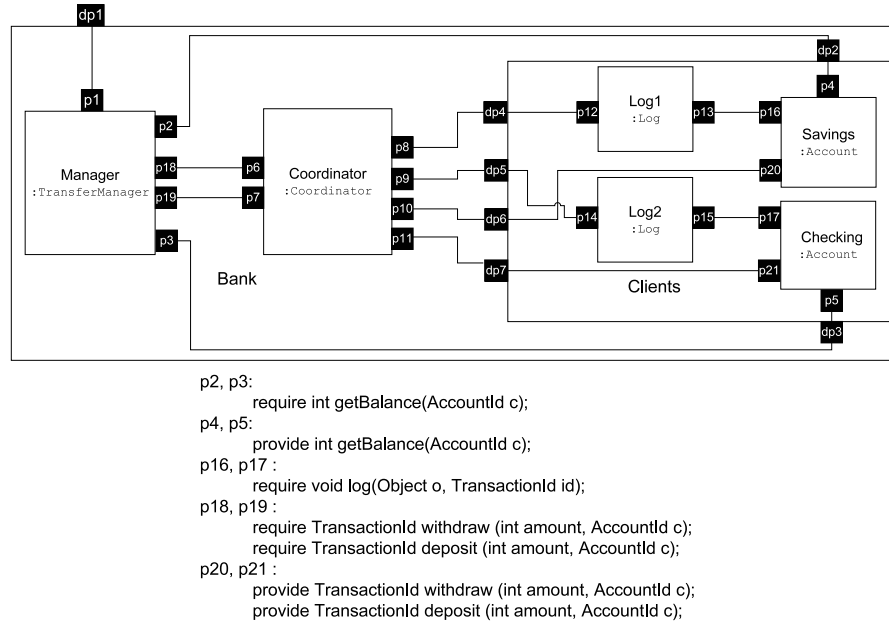 dp1
dp2
p1
p4
p2
Log1
:Log
p8
dp4
p12
p13
p16
Savings
:Account
Manager
:TransferManager
p18
p6
Coordinator
:Coordinator
p9
dp5
p20
p19
p7
p10
dp6
p14
Log2
:Log
p15
p17
p3
p11
Checking
:Account
dp7
p21
Bank
Clients
p5
dp3
p2, p3:
require int getBalance(AccountId c);
p4, p5:
provide int getBalance(AccountId c);
p16, p17 :
require void log(Object o, TransactionId id);
p18, p19 :
require TransactionId withdraw (int amount, AccountId c);
require TransactionId deposit (int amount, AccountId c);
p20, p21 :
provide TransactionId withdraw (int amount, AccountId c);
provide TransactionId deposit (int amount, AccountId c);